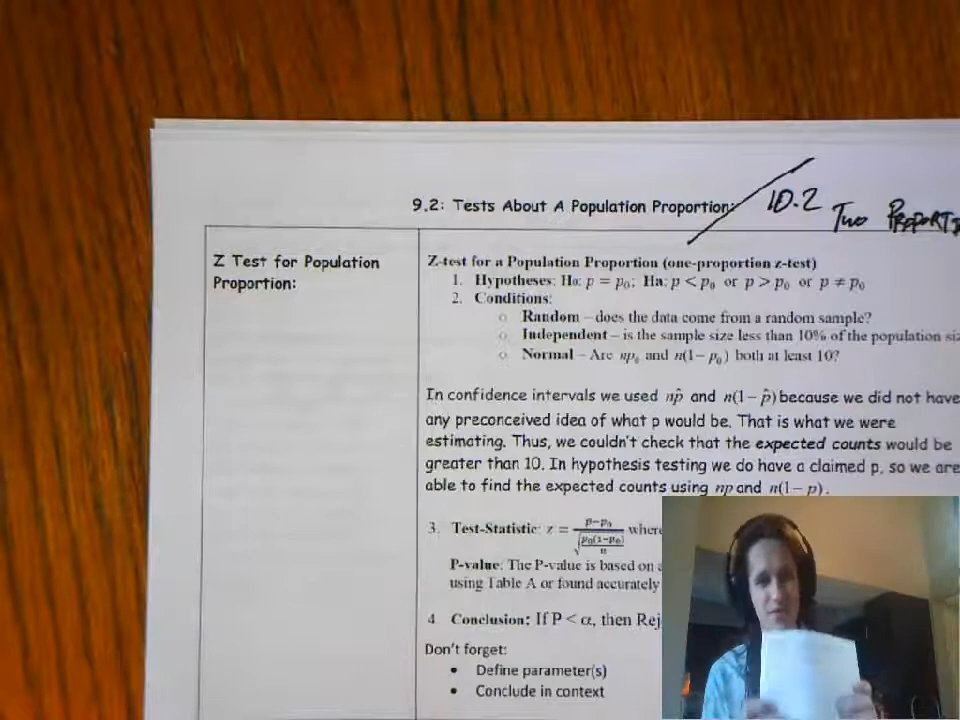 9.2: Tests About A Population Proportion: / 10.2 Two
Z Test for Population
Proportion:
Z-test for a Population Proportion (one-proportion z-test)
1. Hypotheses: H₀: p = p₀; Ha: p < p₀ or p > p₀ or p ≠ p₀
2. Conditions:
○ Random – does the data come from a random sample?
○ Independent – is the sample size less than 10% of the population
○ Normal – Are np₀ and n(1− p₀) both at least 10?
In confidence intervals we used np̂ and n(1− p̂) because we did not have
any preconceived idea of what p would be. That is what we were
estimating. Thus, we couldn't check that the expected counts would be
greater than 10. In hypothesis testing we do have a claimed p, so we are
able to find the expected counts using np and n(1− p).
3. Test-Statistic: z = (p−p₀)/√(p₀(1−p₀)/n) where
P-value: The P-value is based on
using Table A or found accurately
4. Conclusion: If P < α, then Rej
Don't forget:
• Define parameter(s)
• Conclude in context